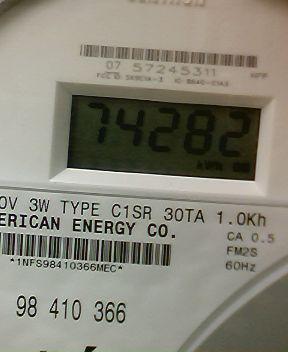 07 57245311
74282
kWh
0V 3W TYPE C1SR 30TA 1.0Kh
ERICAN ENERGY CO.
CA 0.5
FM2S
60Hz
*1NFS98410366MEC*
98 410 366